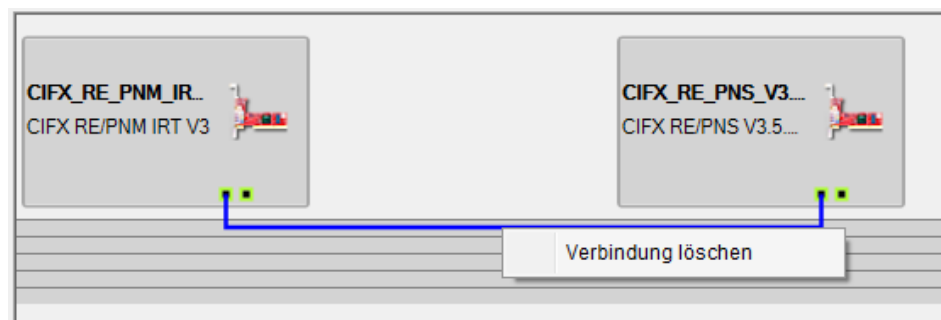 CIFX_RE_PNM_IR...
CIFX RE/PNM IRT V3
CIFX_RE_PNS_V3....
CIFX RE/PNS V3.5....
Verbindung löschen